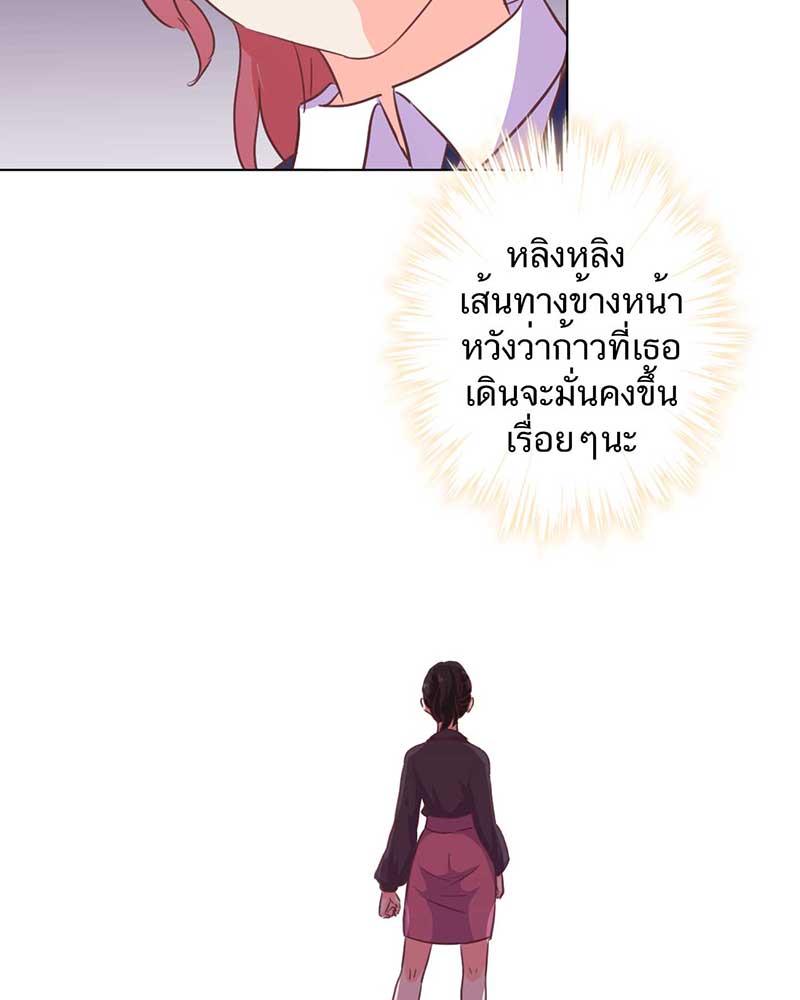 หลิงหลิง
เส้นทางข้างหน้า
หวังว่าก้าวที่เธอ
เดินจะมั่นคงขึ้น
เรื่อยๆนะ